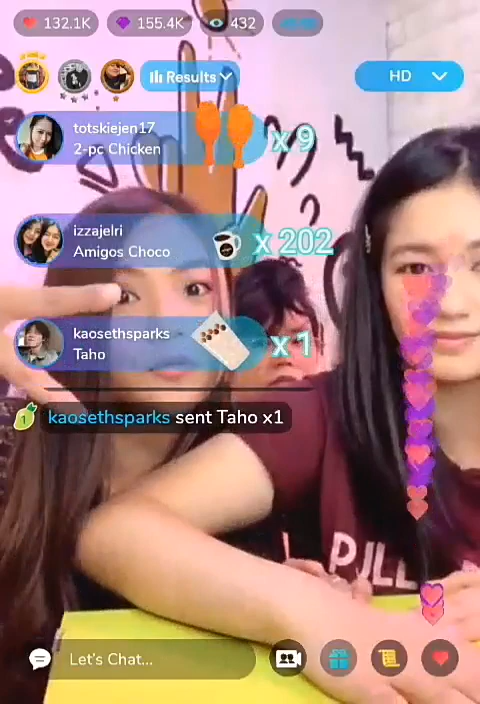 132.1K 155.4K 432
Results
HD
totskiejen17
2-pc Chicken
x 9
izzajelri
Amigos Choco
x 202
kaosethsparks
Taho
x 1
1 kaosethsparks sent Taho x1
Let's Chat...